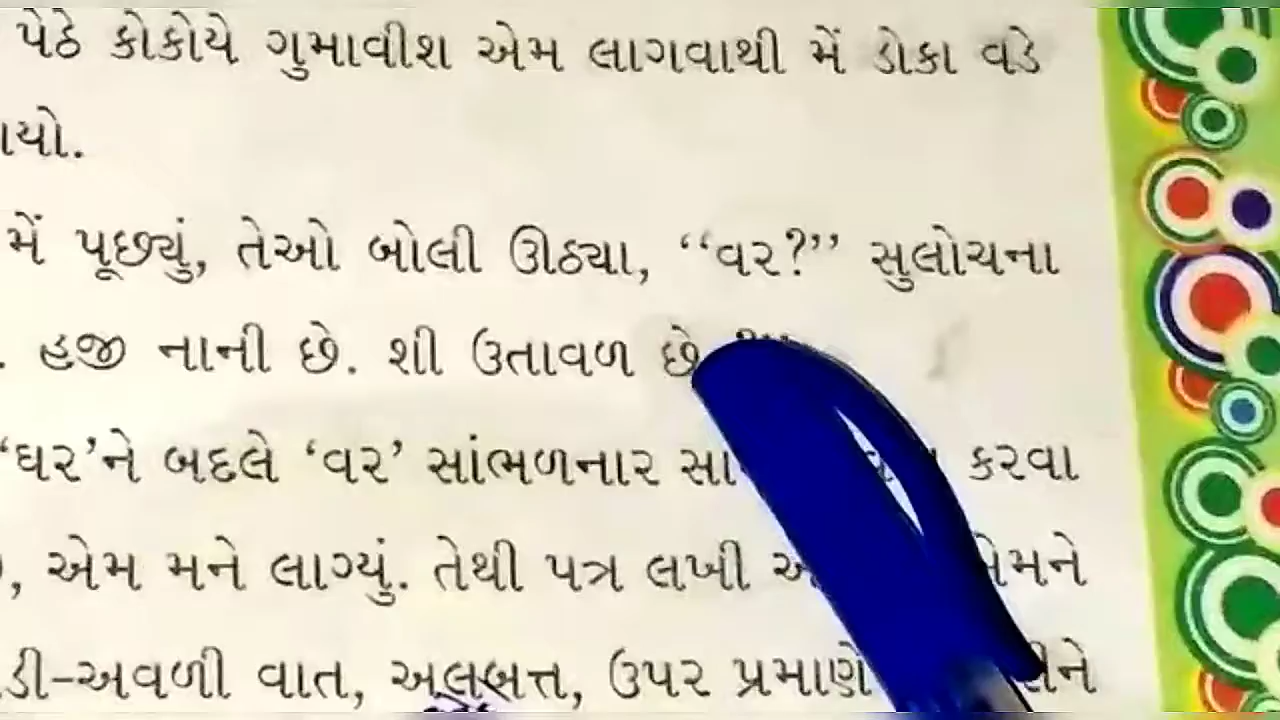 પેઠે કોકોયે ગુમાવીશ એમ લાગવાથી મેં ડોકા વડે
ાયો.
મેં પૂછ્યું, તેઓ બોલી ઊઠ્યા, “વર?” સુલોચના
. હજી નાની છે. શી ઉતાવળ છે
‘ઘર’ને બદલે ‘વર’ સાંભળનાર કરવા
, એમ મને લાગ્યું. તેથી પત્ર લખી
ડી-અવળી વાત, અલબત્ત, ઉપર પ્રમાણે